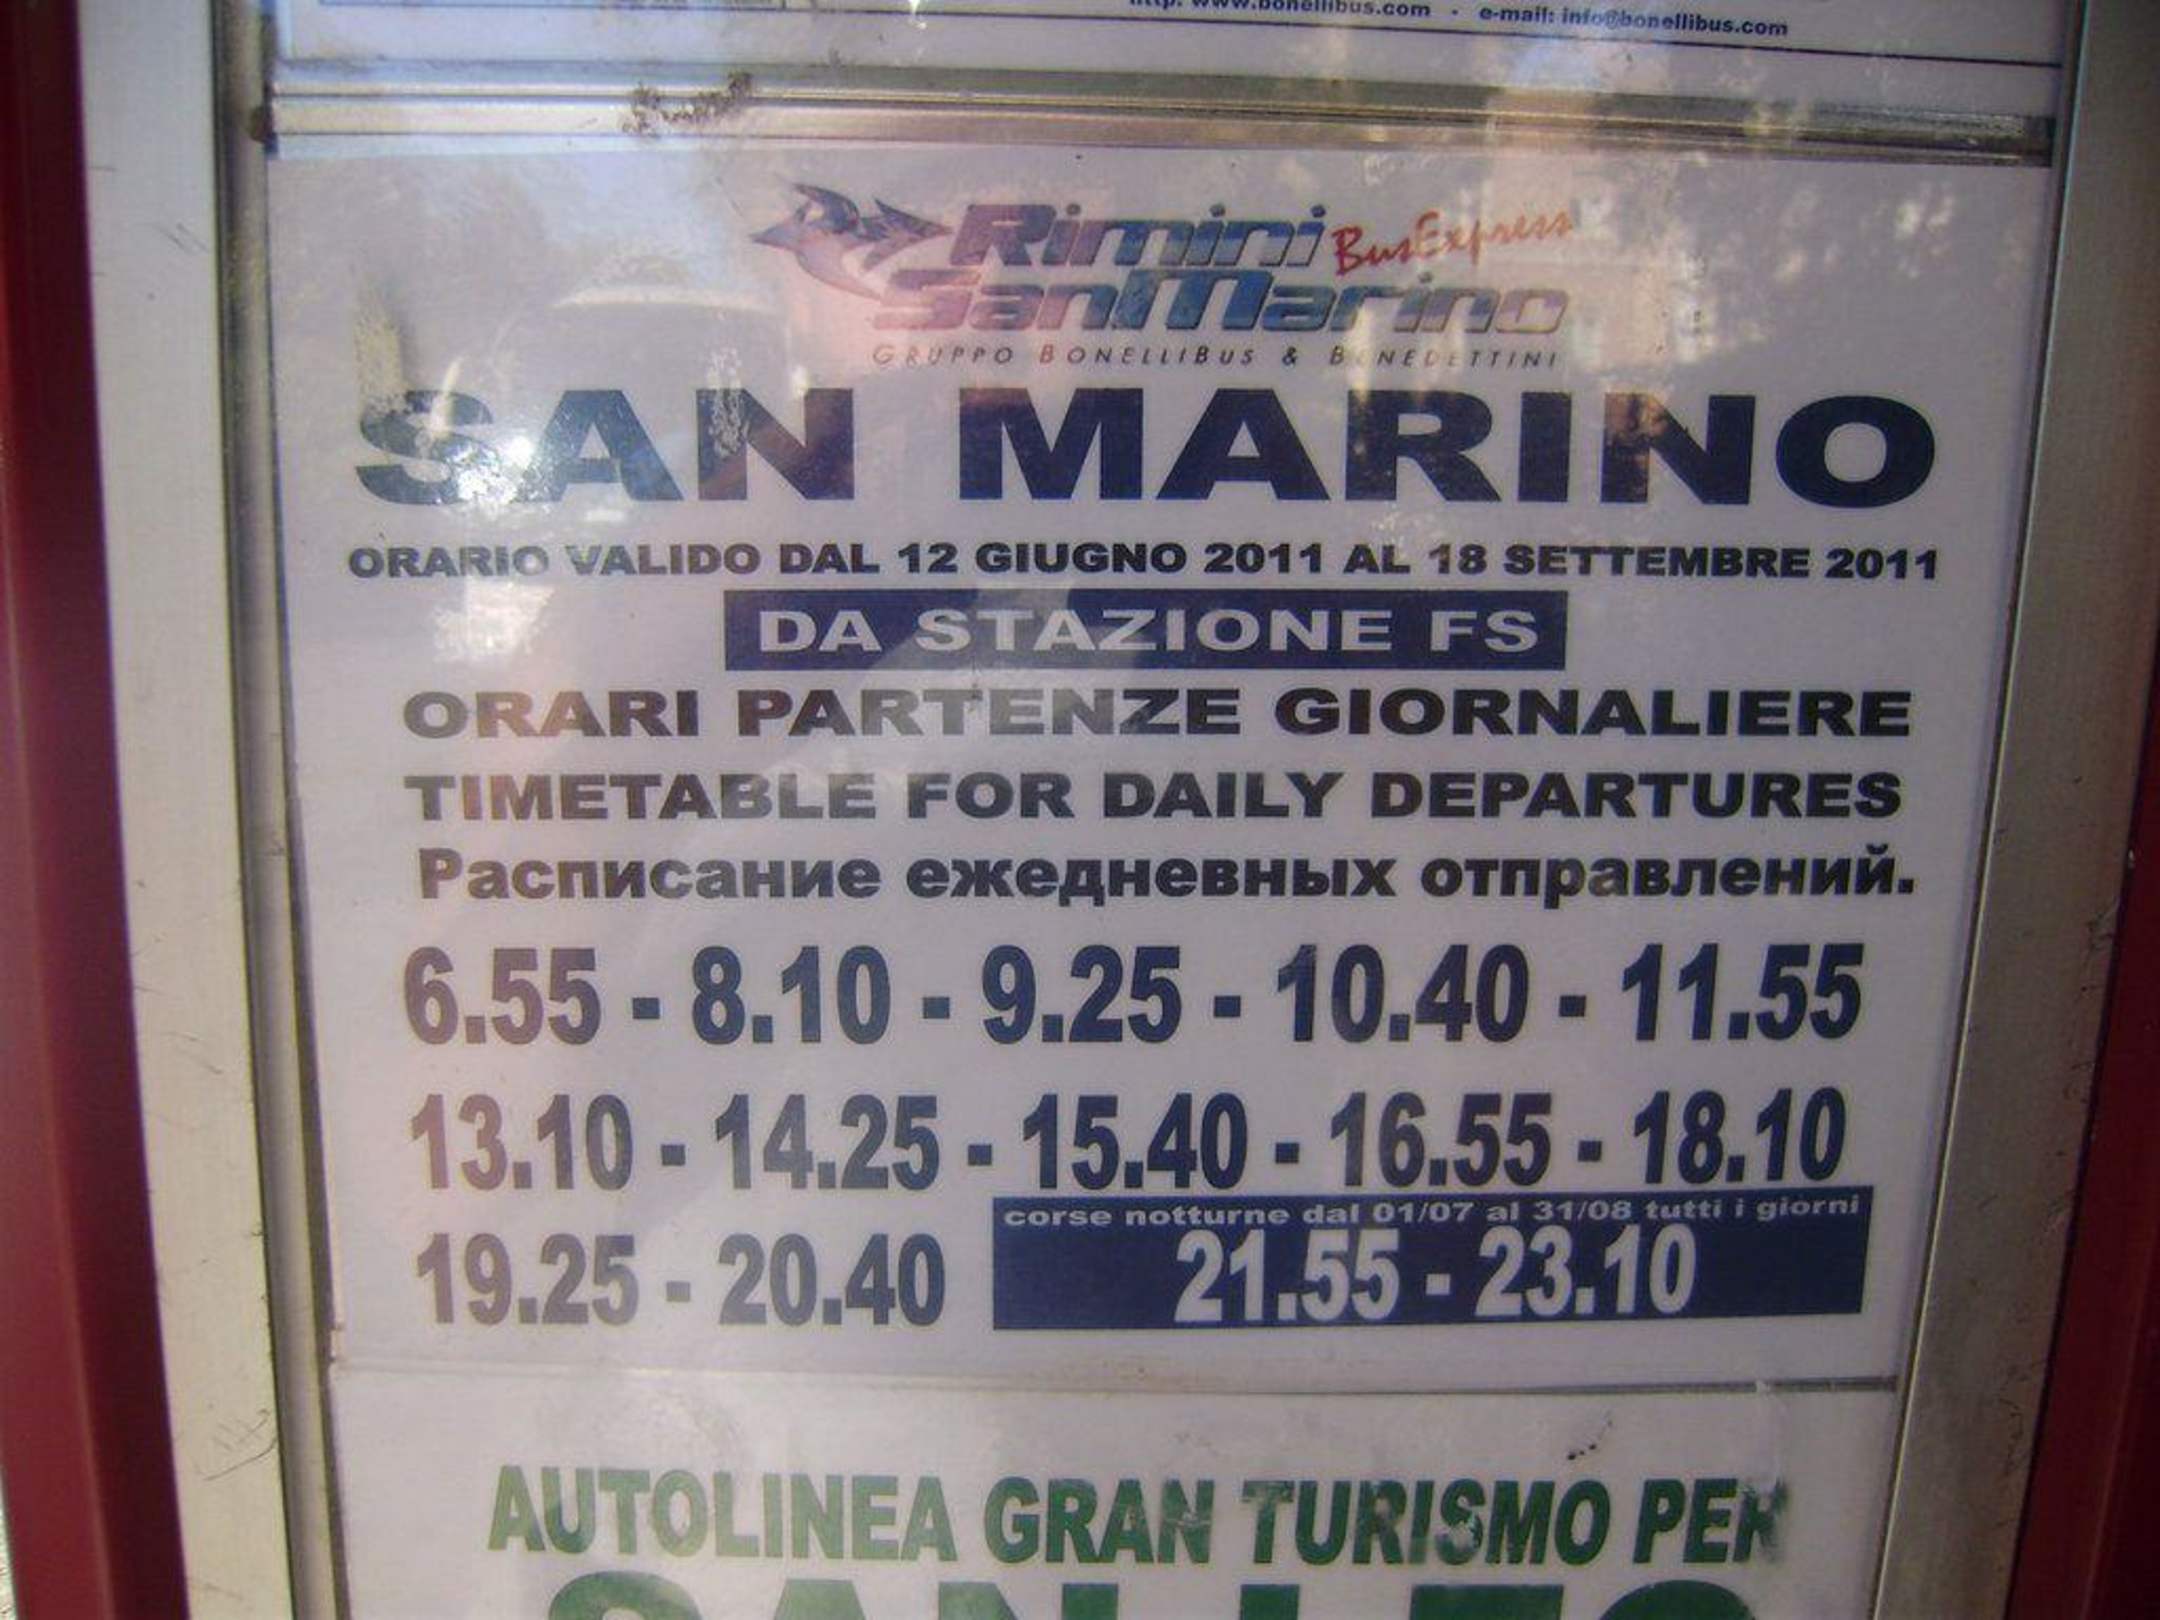 http: www.bonellibus.com - e-mail: info@bonellibus.com
Rimini BusExpress
SanMarino
GRUPPO BONELLIBUS & BENEDETTINI
SAN MARINO
ORARIO VALIDO DAL 12 GIUGNO 2011 AL 18 SETTEMBRE 2011
DA STAZIONE FS
ORARI PARTENZE GIORNALIERE
TIMETABLE FOR DAILY DEPARTURES
Расписание ежедневных отправлений.
6.55 - 8.10 - 9.25 - 10.40 - 11.55
13.10 - 14.25 - 15.40 - 16.55 - 18.10
corse notturne dal 01/07 al 31/08 tutti i giorni
19.25 - 20.40 21.55 - 23.10
AUTOLINEA GRAN TURISMO PER
SAN LEO